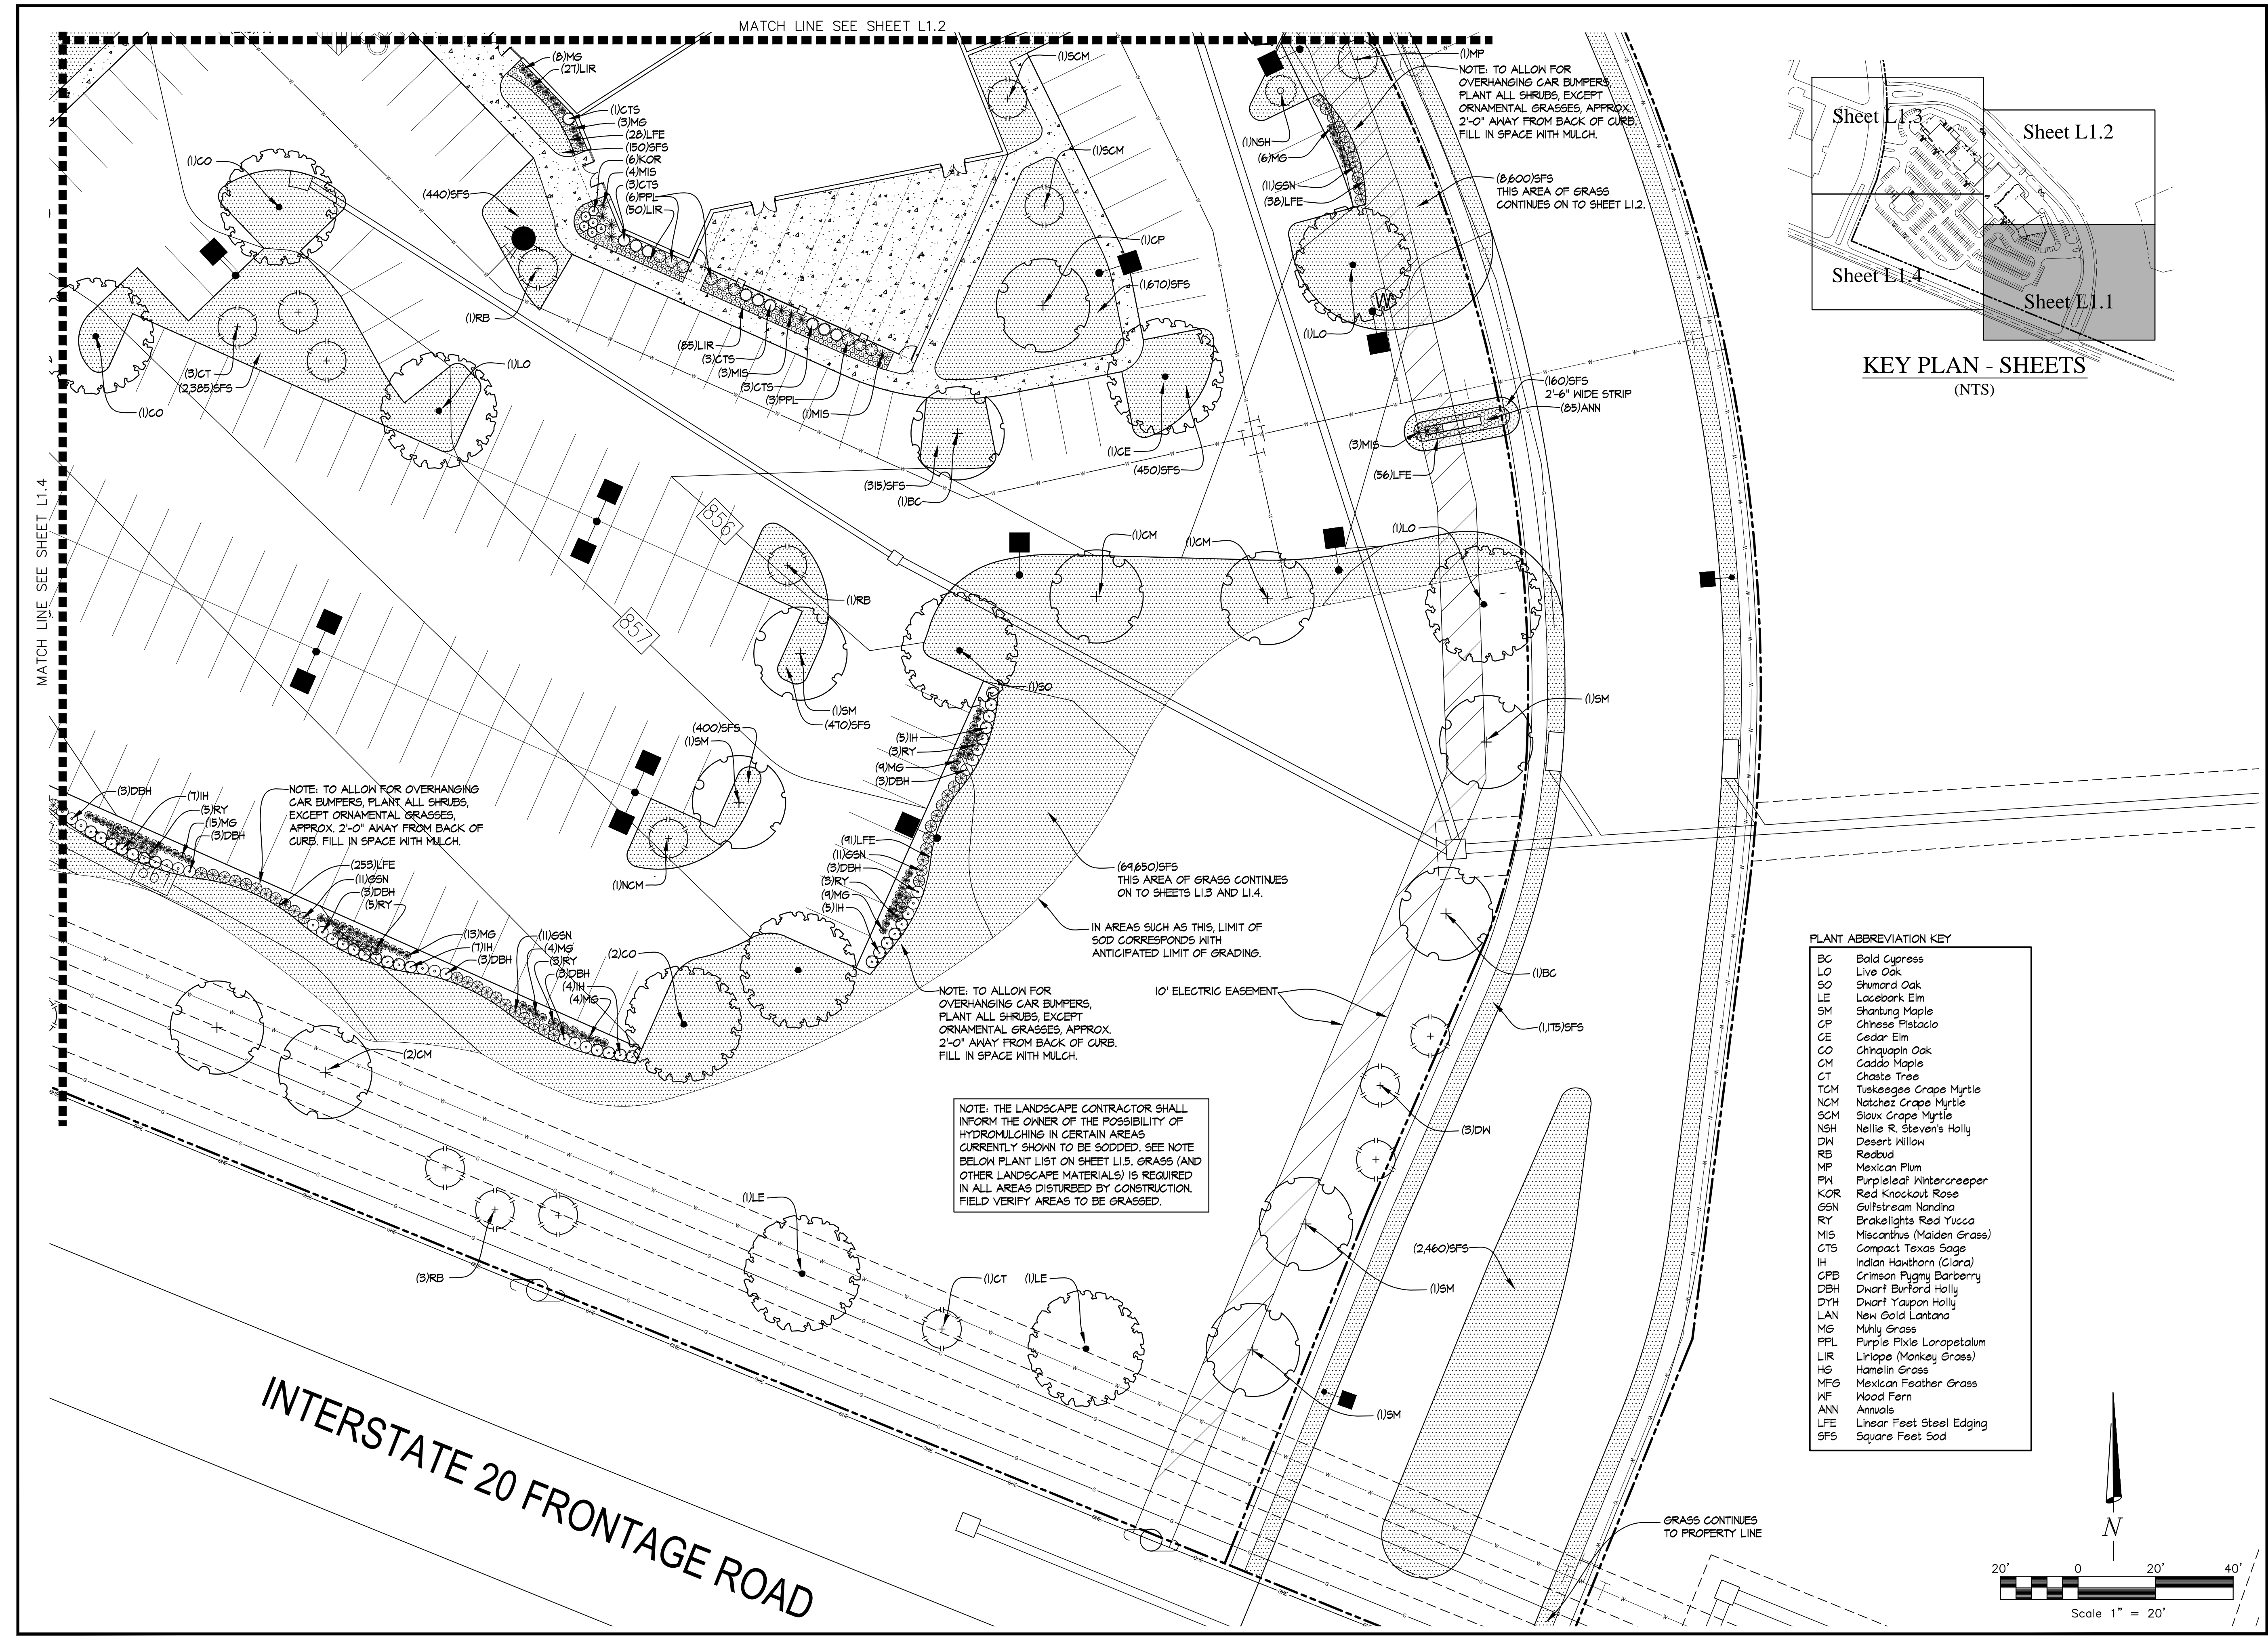 MATCH LINE SEE SHEET L1.2
MATCH LINE SEE SHEET L1.4
(8)MG
(27)LIR
(1)CTS
(3)MG
(28)LFE
(150)SFS
(6)KOR
(4)MIS
(3)CTS
(6)PPL
(50)LIR
(1)CO
(440)SFS
(1)RB
(1)SCM
(1)SCM
(1)CP
(1,670)SFS
(85)LIR
(3)CTS
(3)MIS
(3)CTS
(3)PPL
(1)MIS
(3)CT
(2,385)SFS
(1)CO
(1)LO
(1)CE
(450)SFS
(315)SFS
(1)BC
(1)MP
NOTE: TO ALLOW FOR
OVERHANGING CAR BUMPERS,
PLANT ALL SHRUBS, EXCEPT
ORNAMENTAL GRASSES, APPROX.
2'-0" AWAY FROM BACK OF CURB.
FILL IN SPACE WITH MULCH.
(1)NSH
(6)MG
(11)GSN
(38)LFE
(8,600)SFS
THIS AREA OF GRASS
CONTINUES ON TO SHEET L1.2.
W
(1)LO
(160)SFS
2'-6" WIDE STRIP
(85)ANN
(3)MIS
(56)LFE
Sheet L1.3
Sheet L1.2
Sheet L1.4
Sheet L1.1
KEY PLAN - SHEETS
(NTS)
856
857
(1)RB
(1)SM
(470)SFS
(1)CM
(1)CM
(1)LO
(1)SO
(1)SM
(400)SFS
(1)SM
(1)NCM
(5)IH
(3)RY
(9)MG
(3)DBH
(91)LFE
(11)GSN
(3)DBH
(3)RY
(9)MG
(5)IH
(3)DBH
(7)IH
(5)RY
(15)MG
(3)DBH
NOTE: TO ALLOW FOR OVERHANGING
CAR BUMPERS, PLANT ALL SHRUBS,
EXCEPT ORNAMENTAL GRASSES,
APPROX. 2'-0" AWAY FROM BACK OF
CURB. FILL IN SPACE WITH MULCH.
(253)LFE
(11)GSN
(3)DBH
(5)RY
(13)MG
(7)IH
(3)DBH
(11)GSN
(4)MG
(3)RY
(3)DBH
(4)IH
(4)MG
(2)CO
(2)CM
(69,650)SFS
THIS AREA OF GRASS CONTINUES
ON TO SHEETS L1.3 AND L1.4.
IN AREAS SUCH AS THIS, LIMIT OF
SOD CORRESPONDS WITH
ANTICIPATED LIMIT OF GRADING.
NOTE: TO ALLOW FOR
OVERHANGING CAR BUMPERS,
PLANT ALL SHRUBS, EXCEPT
ORNAMENTAL GRASSES, APPROX.
2'-0" AWAY FROM BACK OF CURB.
FILL IN SPACE WITH MULCH.
10' ELECTRIC EASEMENT
(1)BC
(1,175)SFS
(3)DW
NOTE: THE LANDSCAPE CONTRACTOR SHALL
INFORM THE OWNER OF THE POSSIBILITY OF
HYDROMULCHING IN CERTAIN AREAS
CURRENTLY SHOWN TO BE SODDED. SEE NOTE
BELOW PLANT LIST ON SHEET L1.5. GRASS (AND
OTHER LANDSCAPE MATERIALS) IS REQUIRED
IN ALL AREAS DISTURBED BY CONSTRUCTION.
FIELD VERIFY AREAS TO BE GRASSED.
(1)LE
(3)RB
(1)CT
(1)LE
(2,460)SFS
(1)SM
(1)SM
INTERSTATE 20 FRONTAGE ROAD
GRASS CONTINUES
TO PROPERTY LINE
PLANT ABBREVIATION KEY
BC Bald Cypress
LO Live Oak
SO Shumard Oak
LE Lacebark Elm
SM Shantung Maple
CP Chinese Pistacio
CE Cedar Elm
CO Chinquapin Oak
CM Caddo Maple
CT Chaste Tree
TCM Tuskeegee Crape Myrtle
NCM Natchez Crape Myrtle
SCM Sioux Crape Myrtle
NSH Nellie R. Steven's Holly
DW Desert Willow
RB Redbud
MP Mexican Plum
PW Purpleleaf Wintercreeper
KOR Red Knockout Rose
GSN Gulfstream Nandina
RY Brakelights Red Yucca
MIS Miscanthus (Maiden Grass)
CTS Compact Texas Sage
IH Indian Hawthorn (Clara)
CPB Crimson Pygmy Barberry
DBH Dwarf Burford Holly
DYH Dwarf Yaupon Holly
LAN New Gold Lantana
MG Muhly Grass
PPL Purple Pixie Loropetalum
LIR Liriope (Monkey Grass)
HG Hamelin Grass
MFG Mexican Feather Grass
WF Wood Fern
ANN Annuals
LFE Linear Feet Steel Edging
SFS Square Feet Sod
N
20' 0 20' 40'
Scale 1" = 20'